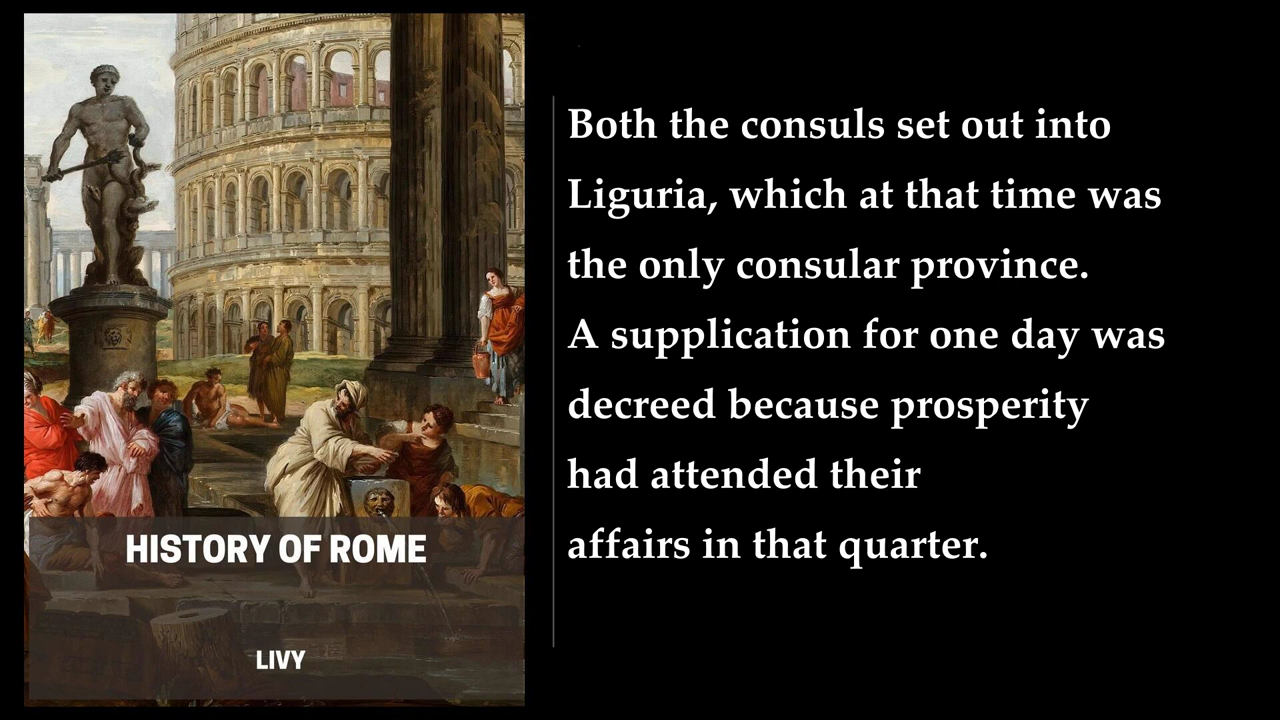 HISTORY OF ROME
LIVY
Both the consuls set out into
Liguria, which at that time was
the only consular province.
A supplication for one day was
decreed because prosperity
had attended their
affairs in that quarter.